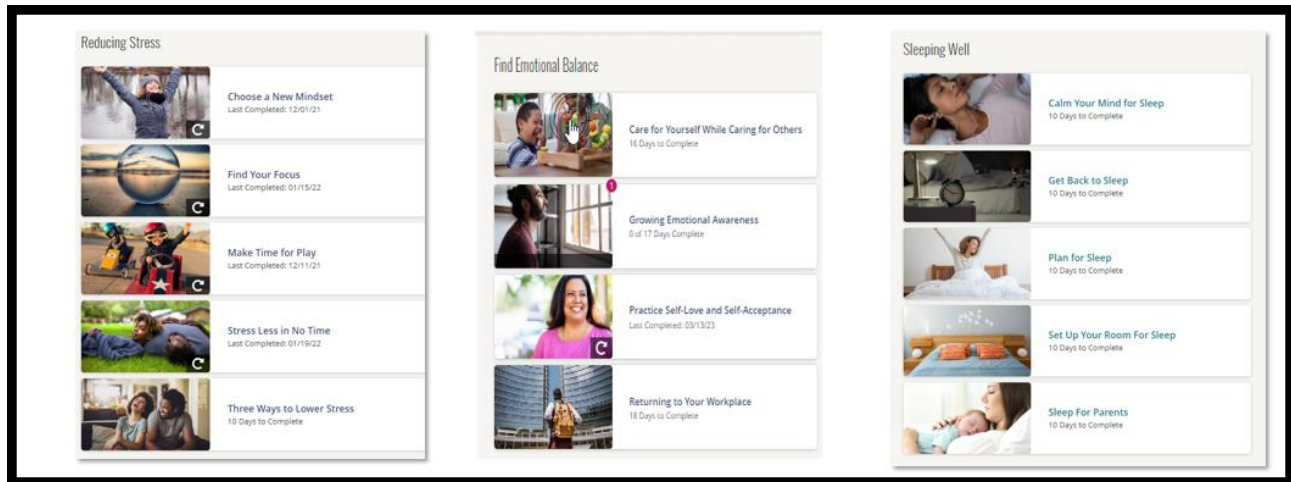 Reducing Stress
Choose a New Mindset
Last Completed: 12/01/21
Find Your Focus
Last Completed: 01/15/22
Make Time for Play
Last Completed: 12/11/21
Stress Less in No Time
Last Completed: 01/19/22
Three Ways to Lower Stress
10 Days to Complete
Find Emotional Balance
Care for Yourself While Caring for Others
16 Days to Complete
1
Growing Emotional Awareness
0 of 17 Days Complete
Practice Self-Love and Self-Acceptance
Last Completed: 03/13/23
Returning to Your Workplace
18 Days to Complete
Sleeping Well
Calm Your Mind for Sleep
10 Days to Complete
Get Back to Sleep
10 Days to Complete
Plan for Sleep
10 Days to Complete
Set Up Your Room For Sleep
10 Days to Complete
Sleep For Parents
10 Days to Complete